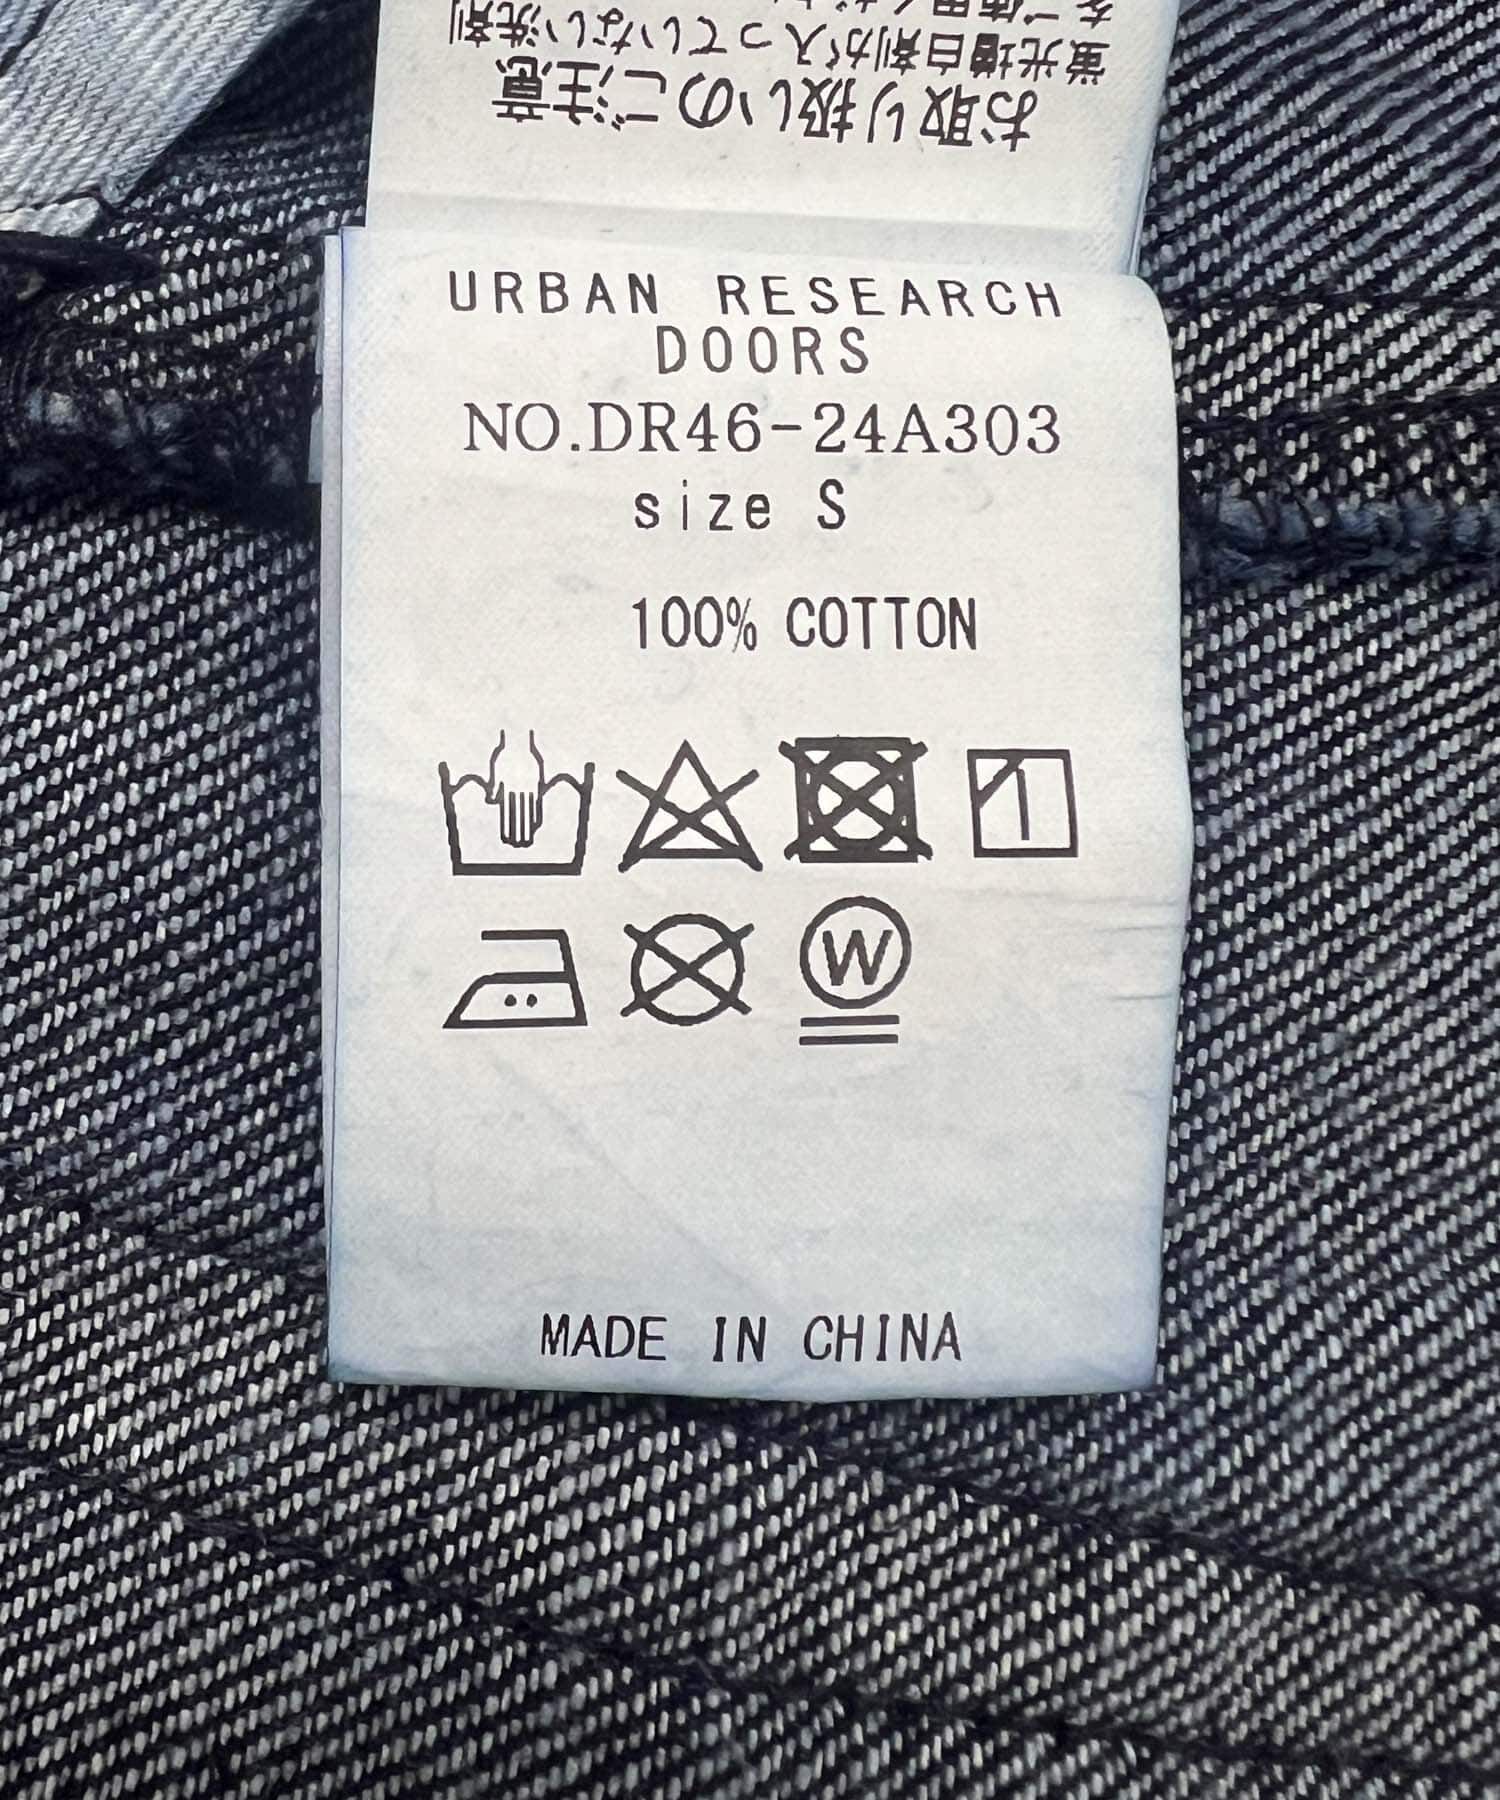 お取り扱いのご注意
蛍光増白剤が入っていない洗剤
URBAN RESEARCH
DOORS
NO.DR46-24A303
size S
100% COTTON
W
MADE IN CHINA